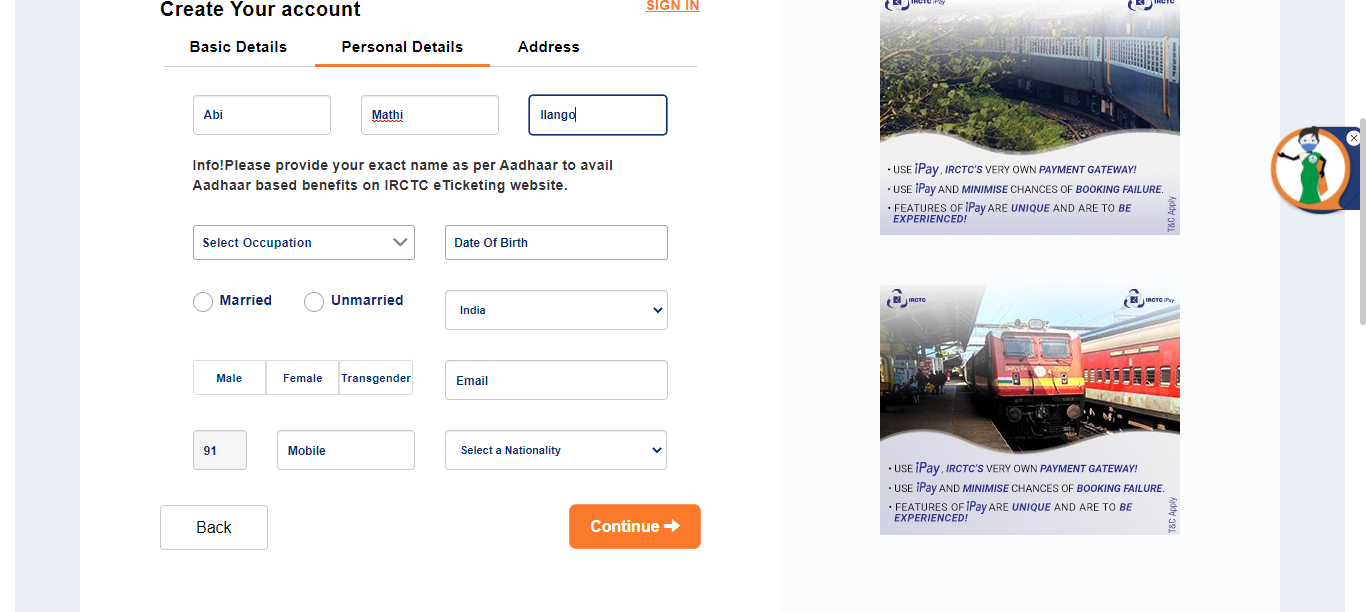 Create Your account
SIGN IN
Basic Details
Personal Details
Address
Abi
Mathi
Ilango
Info!Please provide your exact name as per Aadhaar to avail
Aadhaar based benefits on IRCTC eTicketing website.
Select Occupation
Date Of Birth
Married
Unmarried
India
Male
Female
Transgender
Email
91
Mobile
Select a Nationality
Back
Continue
IRCTC iPay
IRCTC
• USE iPay, IRCTC'S VERY OWN PAYMENT GATEWAY!
• USE iPay AND MINIMISE CHANCES OF BOOKING FAILURE.
• FEATURES OF iPay ARE UNIQUE AND ARE TO BE
EXPERIENCED!
T&C Apply
IRCTC
IRCTC iPay
• USE iPay, IRCTC'S VERY OWN PAYMENT GATEWAY!
• USE iPay AND MINIMISE CHANCES OF BOOKING FAILURE.
• FEATURES OF iPay ARE UNIQUE AND ARE TO BE
EXPERIENCED!
T&C Apply